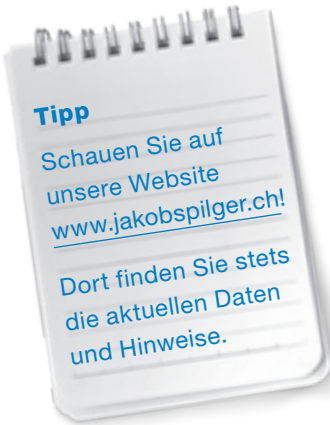 Tipp
Schauen Sie auf
unsere Website
www.jakobspilger.ch!
Dort finden Sie stets
die aktuellen Daten
und Hinweise.